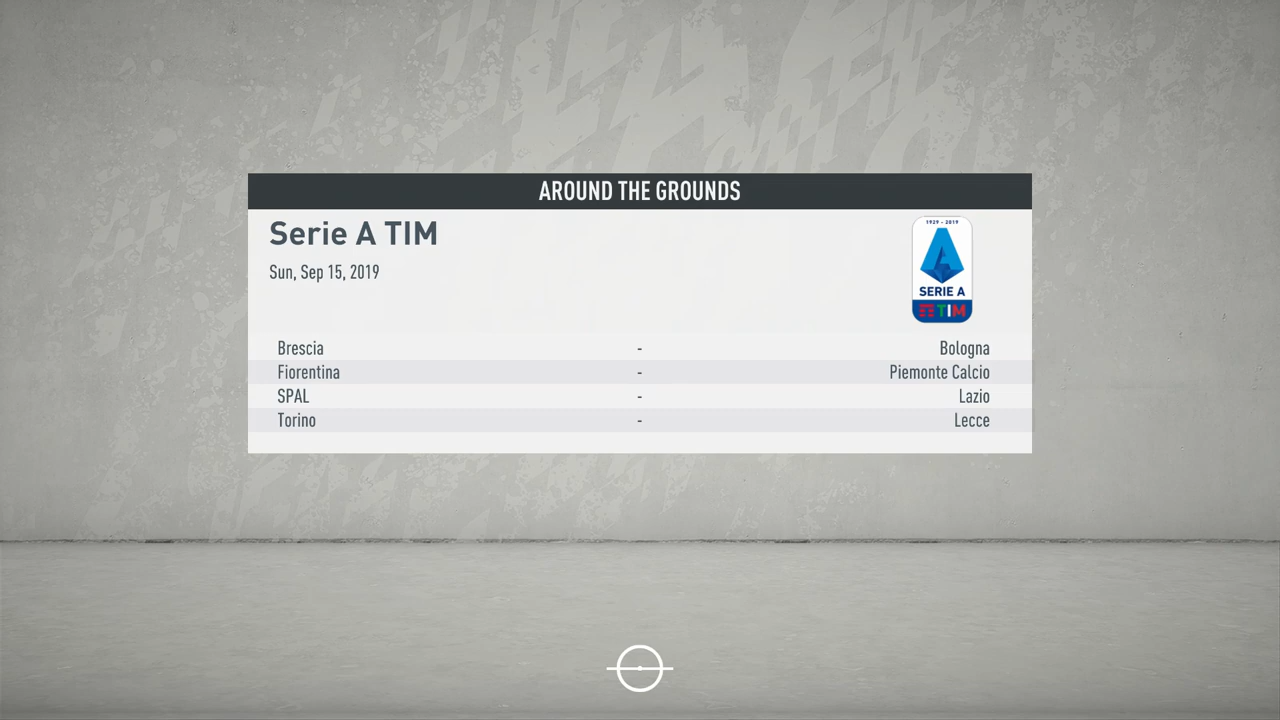 AROUND THE GROUNDS
Serie A TIM
Sun, Sep 15, 2019
1929 - 2019
SERIE A
TIM
Brescia - Bologna
Fiorentina - Piemonte Calcio
SPAL - Lazio
Torino - Lecce